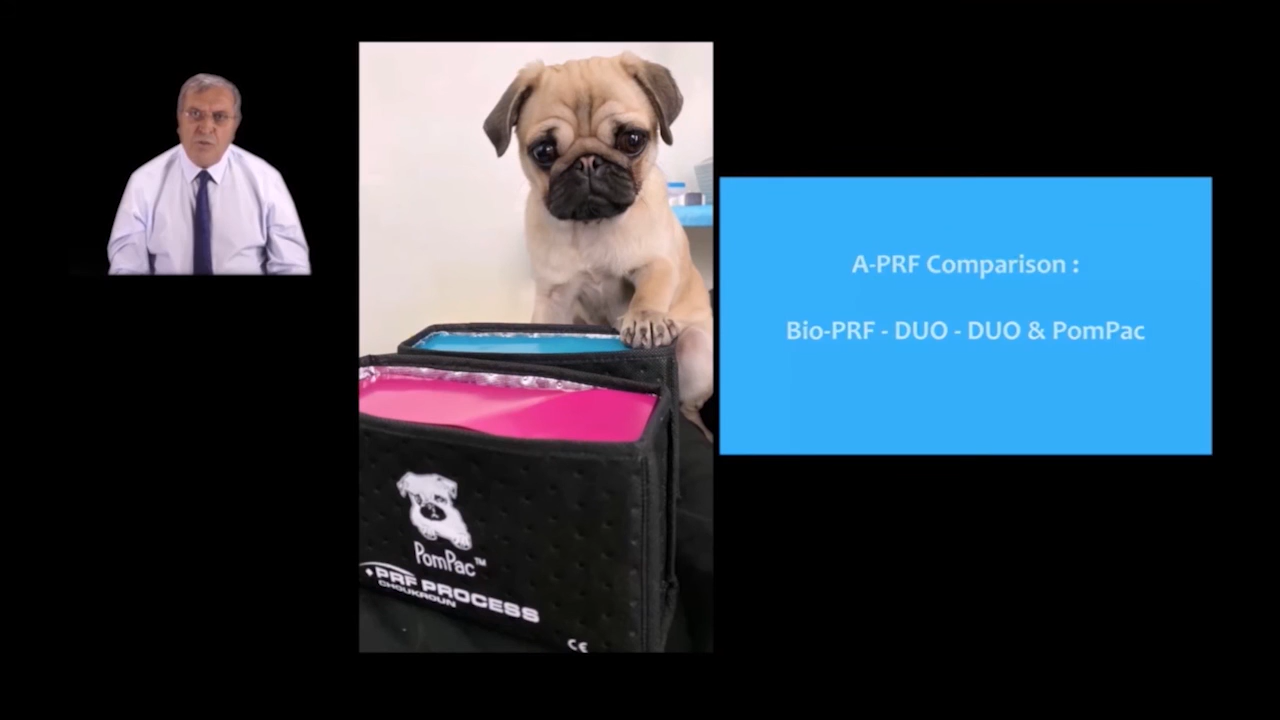 A-PRF Comparison :
Bio-PRF - DUO - DUO & PomPac
PomPac™
PRF PROCESS
CHOUKROUN
CE